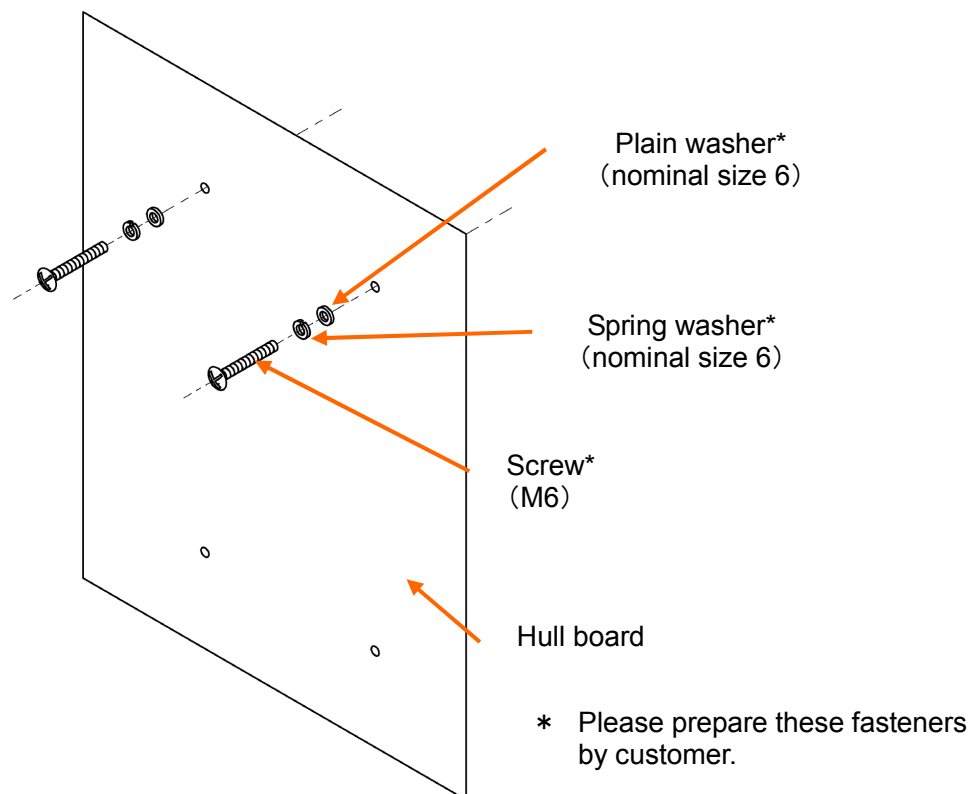 Plain washer*
（nominal size 6）
Spring washer*
（nominal size 6）
Screw*
（M6）
Hull board
* Please prepare these fasteners
by customer.